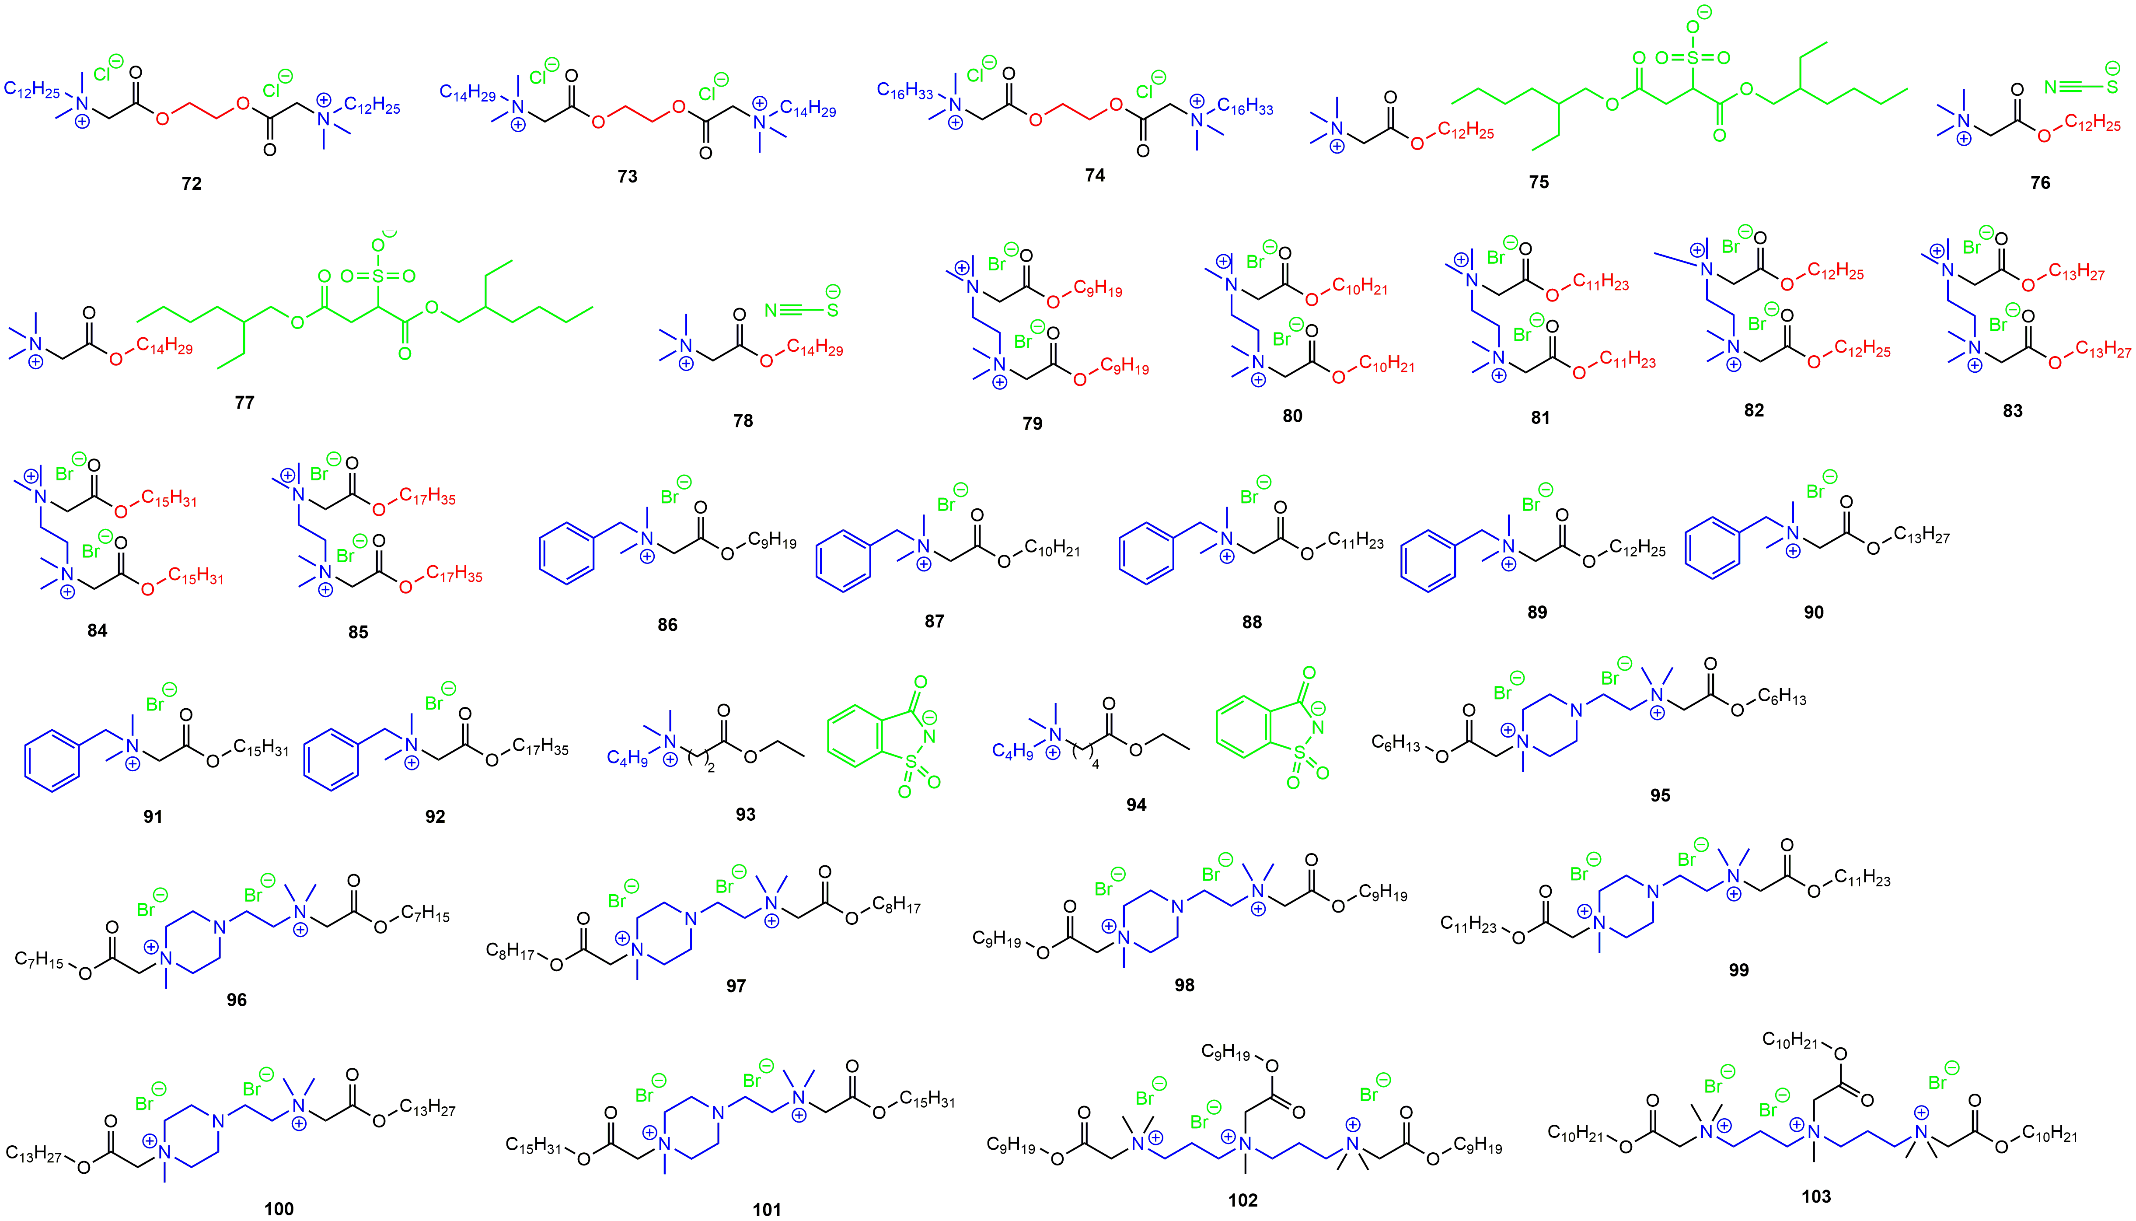 C12H25 N ⊕ Cl ⊖ O O O O Cl ⊖ N ⊕ C12H25
72
C14H29 N ⊕ Cl ⊖ O O O O Cl ⊖ N ⊕ C14H29
73
C16H33 N ⊕ Cl ⊖ O O O O Cl ⊖ N ⊕ C16H33
74
N ⊕ O O C12H25 O O O ⊖ O S O O O
75
N ⊕ O O C12H25 N S ⊖
76
N ⊕ O O C14H29 O O O S O O O
77
N ⊕ O O C14H29 N S ⊖
78
⊕ N Br ⊖ O O C9H19
N ⊕ Br ⊖ O O C9H19
79
⊕ N Br ⊖ O O C10H21
N ⊕ Br ⊖ O O C10H21
80
⊕ N Br ⊖ O O C11H23
N ⊕ Br ⊖ O O C11H23
81
⊕ N Br ⊖ O O C12H25
N ⊕ Br ⊖ O O C12H25
82
⊕ N Br ⊖ O O C13H27
N ⊕ Br ⊖ O O C13H27
83
⊕ N Br ⊖ O O C15H31
N ⊕ Br ⊖ O O C15H31
84
⊕ N Br ⊖ O O C17H35
N ⊕ Br ⊖ O O C17H35
85
N ⊕ Br ⊖ O O C9H19
86
N ⊕ Br ⊖ O O C10H21
87
N ⊕ Br ⊖ O O C11H23
88
N ⊕ Br ⊖ O O C12H25
89
N ⊕ Br ⊖ O O C13H27
90
N ⊕ Br ⊖ O O C15H31
91
N ⊕ Br ⊖ O O C17H35
92
C4H9 N ⊕ ( ) 2 O O O N ⊖ S O O
93
C4H9 N ⊕ ( ) 4 O O O N ⊖ S O O
94
C6H13 O O N ⊕ Br ⊖ N Br ⊖ N ⊕ O O C6H13
95
C7H15 O O N ⊕ Br ⊖ N Br ⊖ N ⊕ O O C7H15
96
C8H17 O O N ⊕ Br ⊖ N Br ⊖ N ⊕ O O C8H17
97
C9H19 O O N ⊕ Br ⊖ N Br ⊖ N ⊕ O O C9H19
98
C11H23 O O N ⊕ Br ⊖ N Br ⊖ N ⊕ O O C11H23
99
C13H27 O O N ⊕ Br ⊖ N Br ⊖ N ⊕ O O C13H27
100
C15H31 O O N ⊕ Br ⊖ N Br ⊖ N ⊕ O O C15H31
101
C9H19 O O
C9H19 O O N ⊕ Br ⊖ Br ⊖ ⊕ N Br ⊖ ⊕ N O O C9H19
102
C10H21 O O
C10H21 O O N ⊕ Br ⊖ Br ⊖ ⊕ N Br ⊖ ⊕ N O O C10H21
103